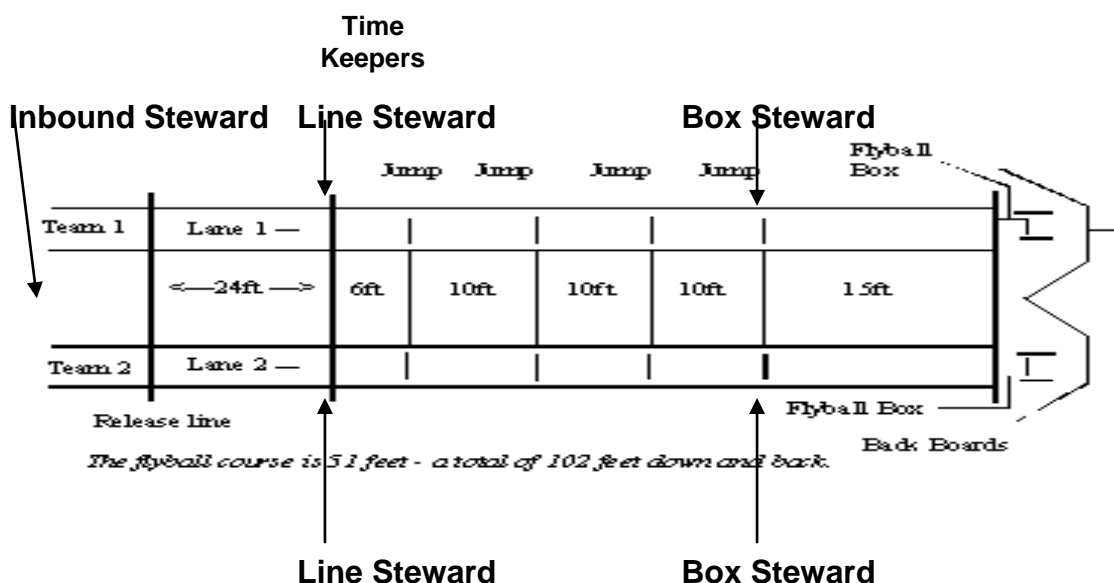 Time
Keepers
Inbound Steward Line Steward Box Steward
Jump Jump Jump Jump
Flyball
Box
Team 1 Lane 1 —
<—24ft —> 6ft 10ft 10ft 10ft 15ft
Team 2 Lane 2 —
Release line
Flyball Box
Back Boards
The flyball course is 51 feet - a total of 102 feet down and back.
Line Steward Box Steward